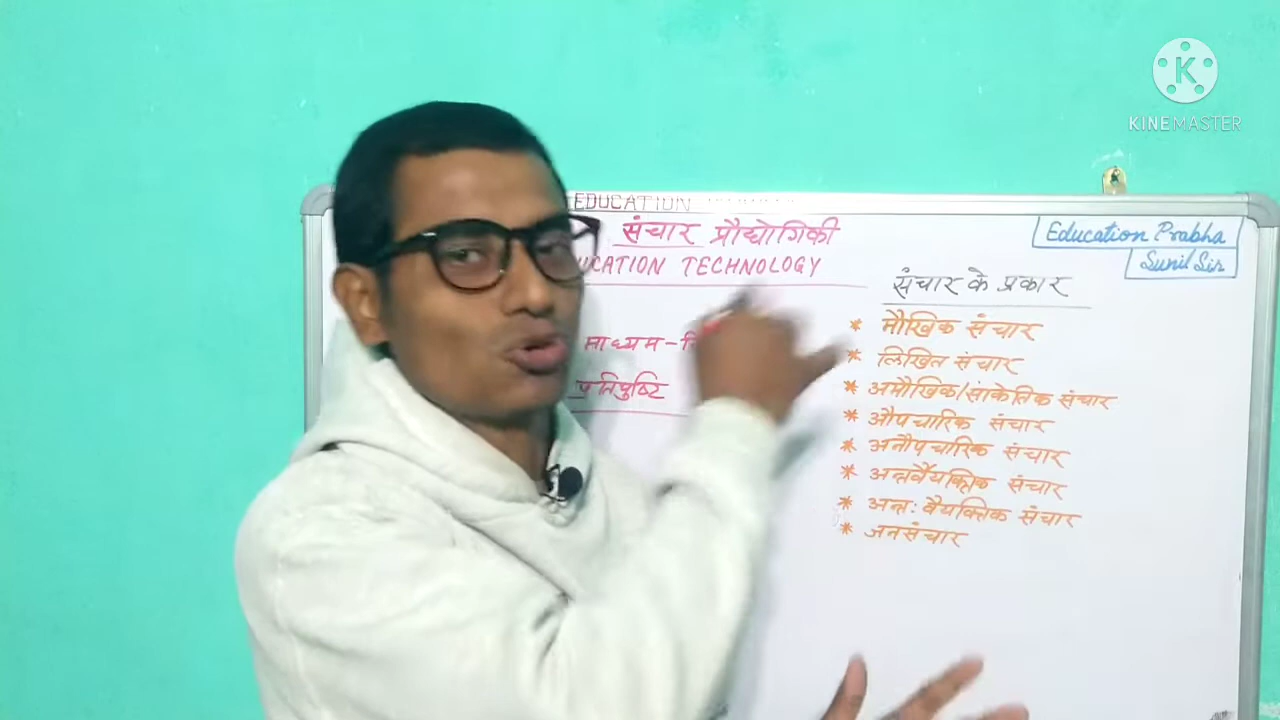 KINEMASTER
EDUCATION
संचार प्रौद्योगिकी
UCATION TECHNOLOGY
Education Prabha
Sunil Sir
संचार के प्रकार
* मौखिक संचार
* लिखित संचार
* अमौखिक/सांकेतिक संचार
* औपचारिक संचार
* अनौपचारिक संचार
* अन्तर्वैयक्तिक संचार
* अन्त: वैयक्तिक संचार
* जनसंचार
माध्यम -
प्रतिपुष्टि